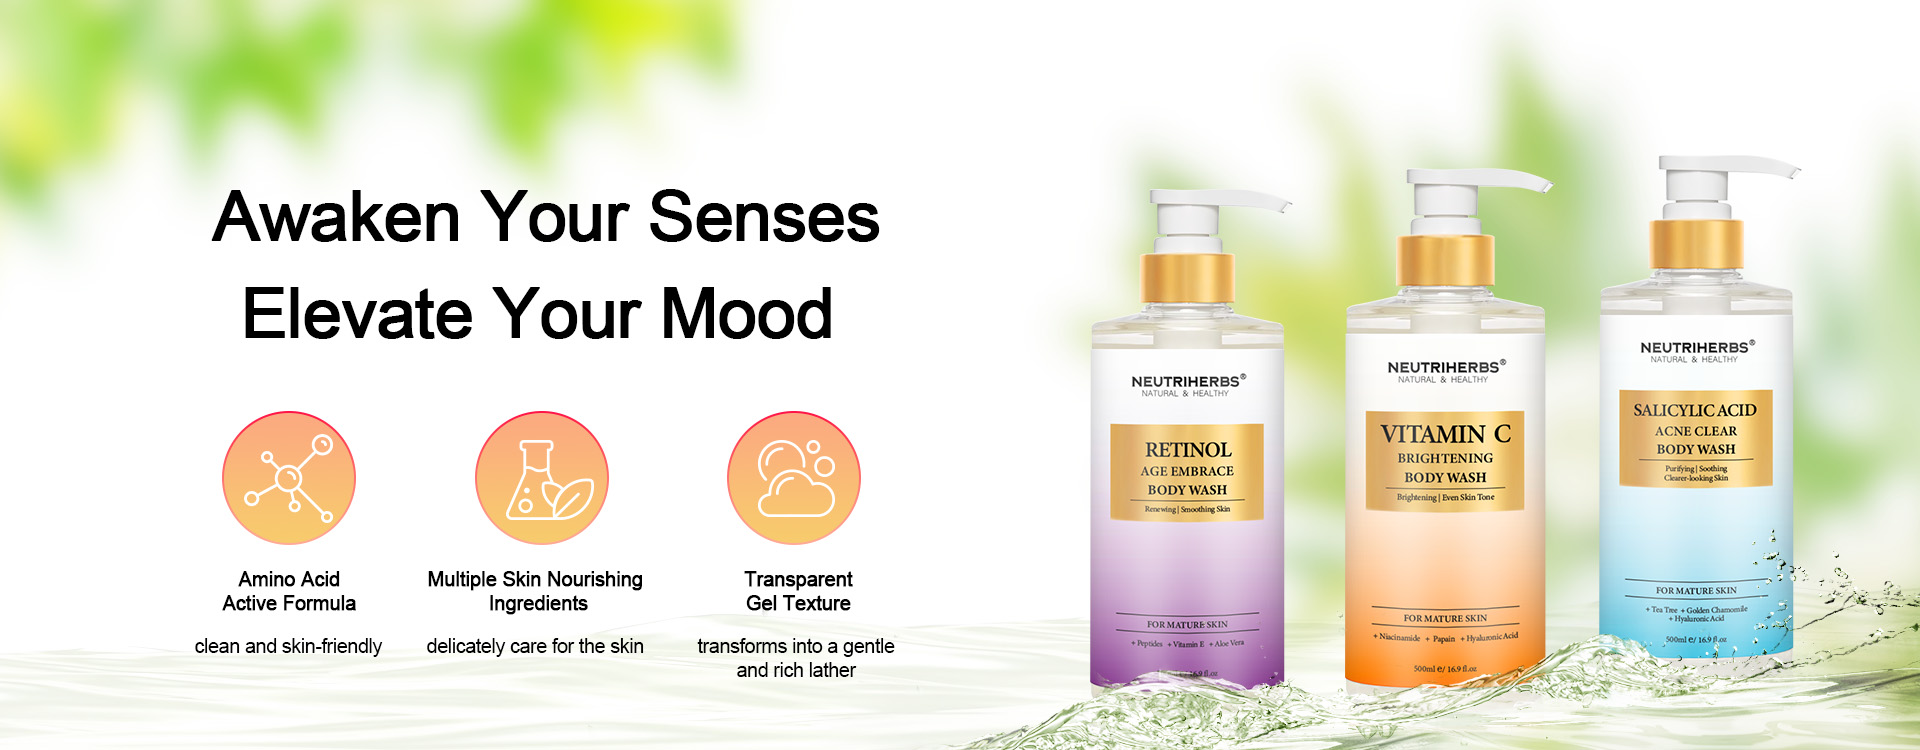 Awaken Your Senses
Elevate Your Mood
Amino Acid
Active Formula
clean and skin-friendly
Multiple Skin Nourishing
Ingredients
delicately care for the skin
Transparent
Gel Texture
transforms into a gentle
and rich lather
NEUTRIHERBS®
NATURAL & HEALTHY
RETINOL
AGE EMBRACE
BODY WASH
Renewing | Smoothing Skin
FOR MATURE SKIN
+ Peptides + Vitamin E + Aloe Vera
16.9 fl.oz
NEUTRIHERBS®
NATURAL & HEALTHY
VITAMIN C
BRIGHTENING
BODY WASH
Brightening | Even Skin Tone
FOR MATURE SKIN
+ Niacinamide + Papain + Hyaluronic Acid
500ml e/ 16.9 fl.oz
NEUTRIHERBS®
NATURAL & HEALTHY
SALICYLIC ACID
ACNE CLEAR
BODY WASH
Purifying | Soothing
Clearer-looking Skin
FOR MATURE SKIN
+ Tea Tree + Golden Chamomile
+ Hyaluronic Acid
500ml e/ 16.9 fl.oz